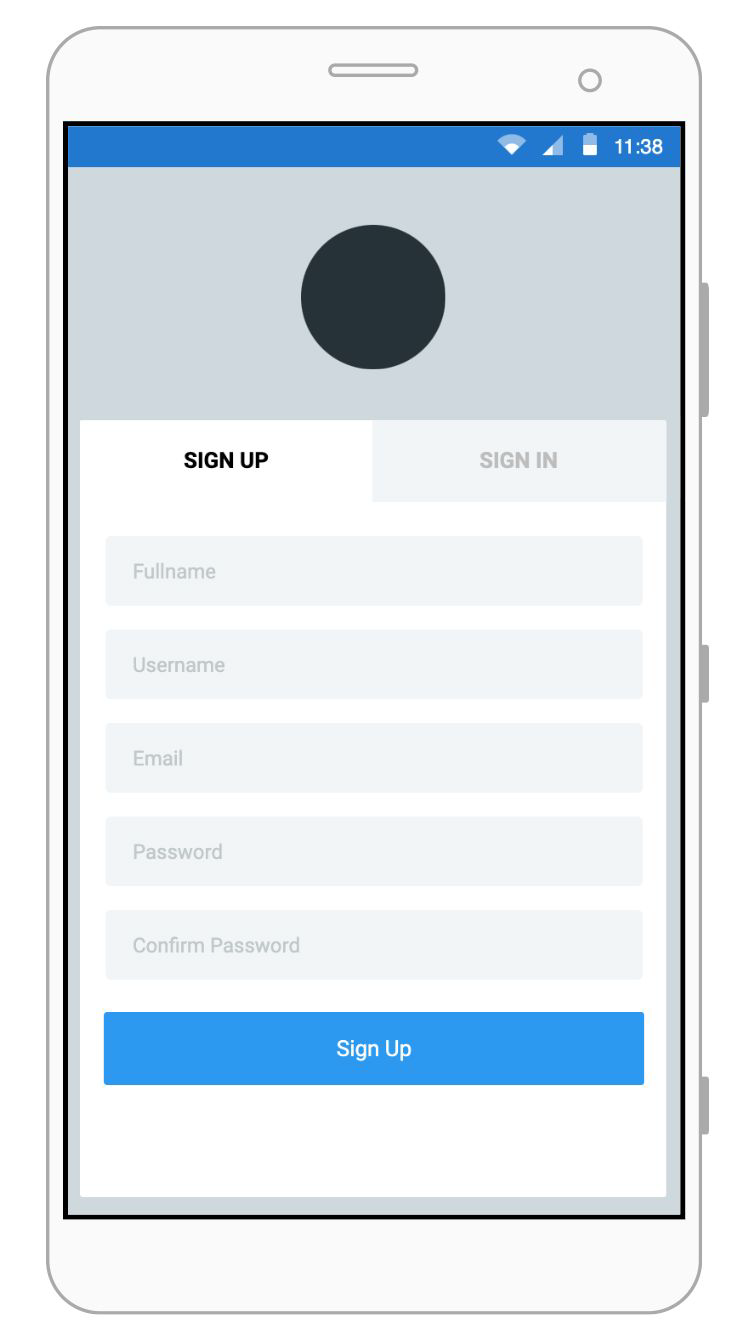 11:38
SIGN UP SIGN IN
Fullname
Username
Email
Password
Confirm Password
Sign Up